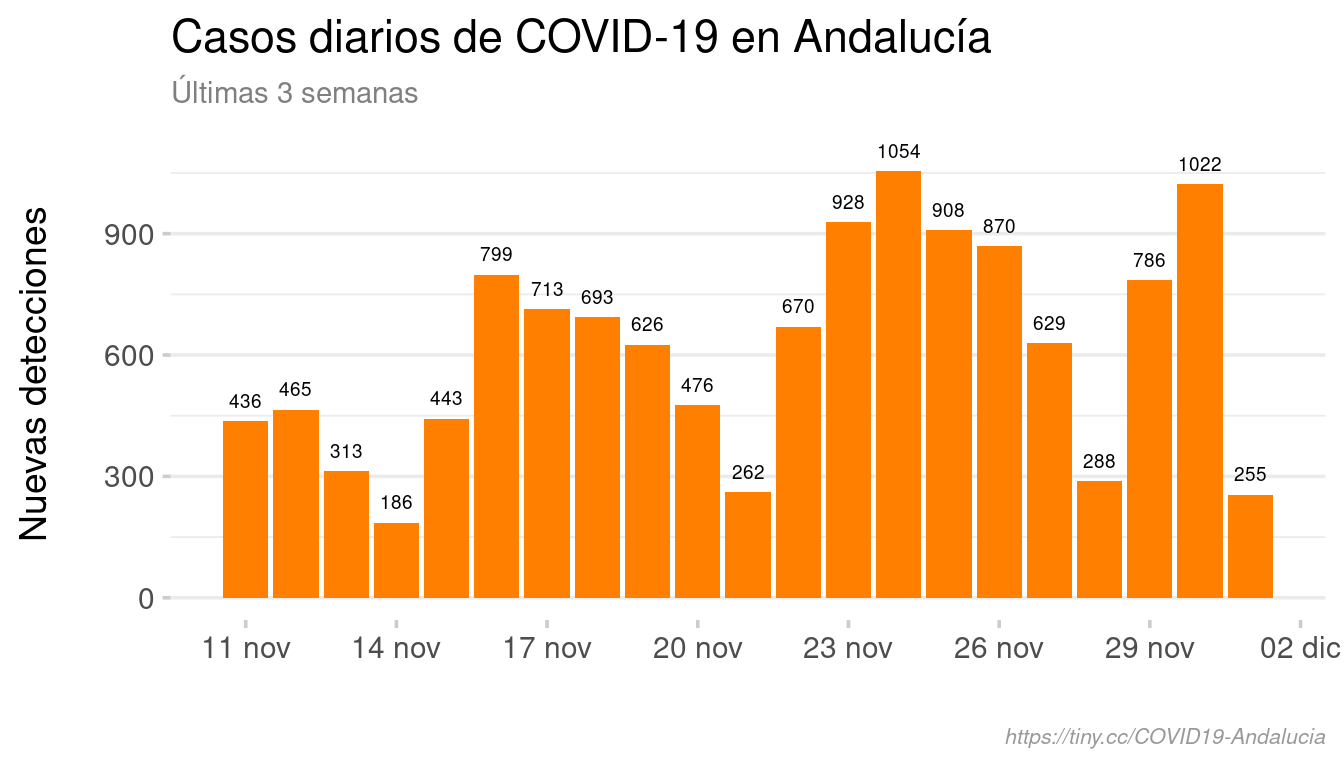 Casos diarios de COVID-19 en Andalucía
Últimas 3 semanas
Nuevas detecciones
900
600
300
0
436
465
313
186
443
799
713
693
626
476
262
670
928
1054
908
870
629
288
786
1022
255
11 nov
14 nov
17 nov
20 nov
23 nov
26 nov
29 nov
02 dic
https://tiny.cc/COVID19-Andalucia